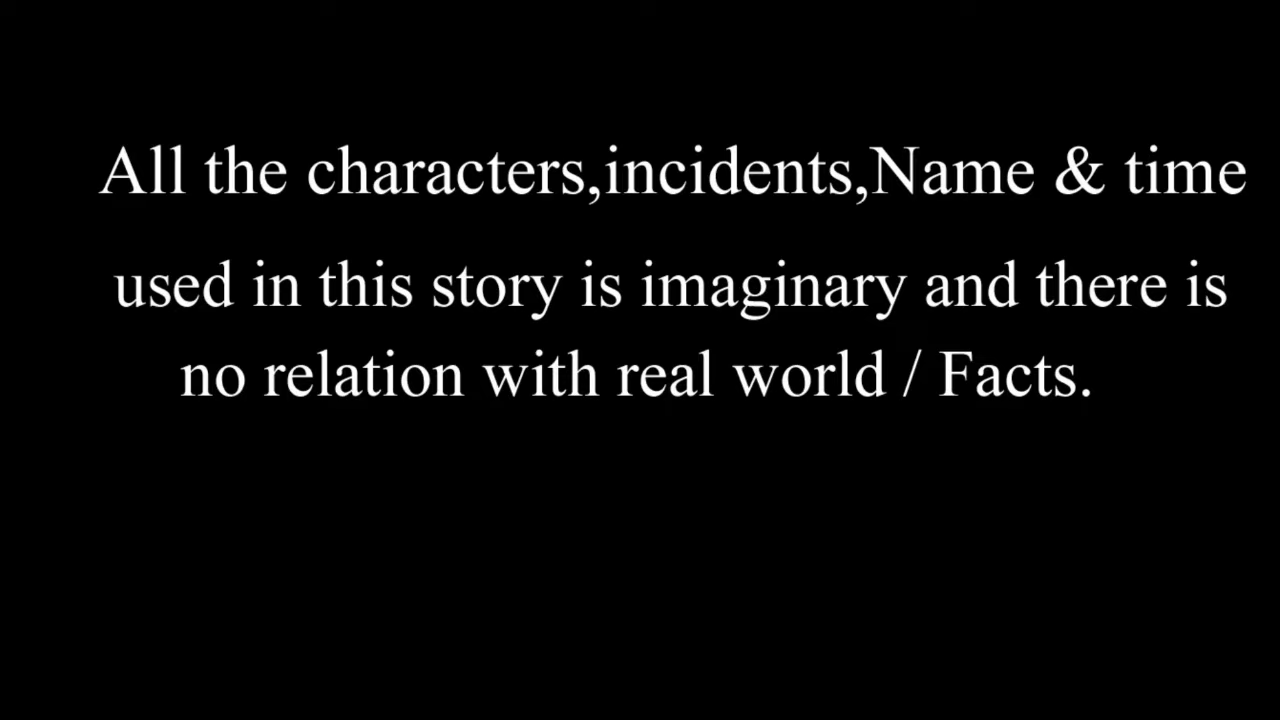 All the characters,incidents,Name & time
used in this story is imaginary and there is
no relation with real world / Facts.